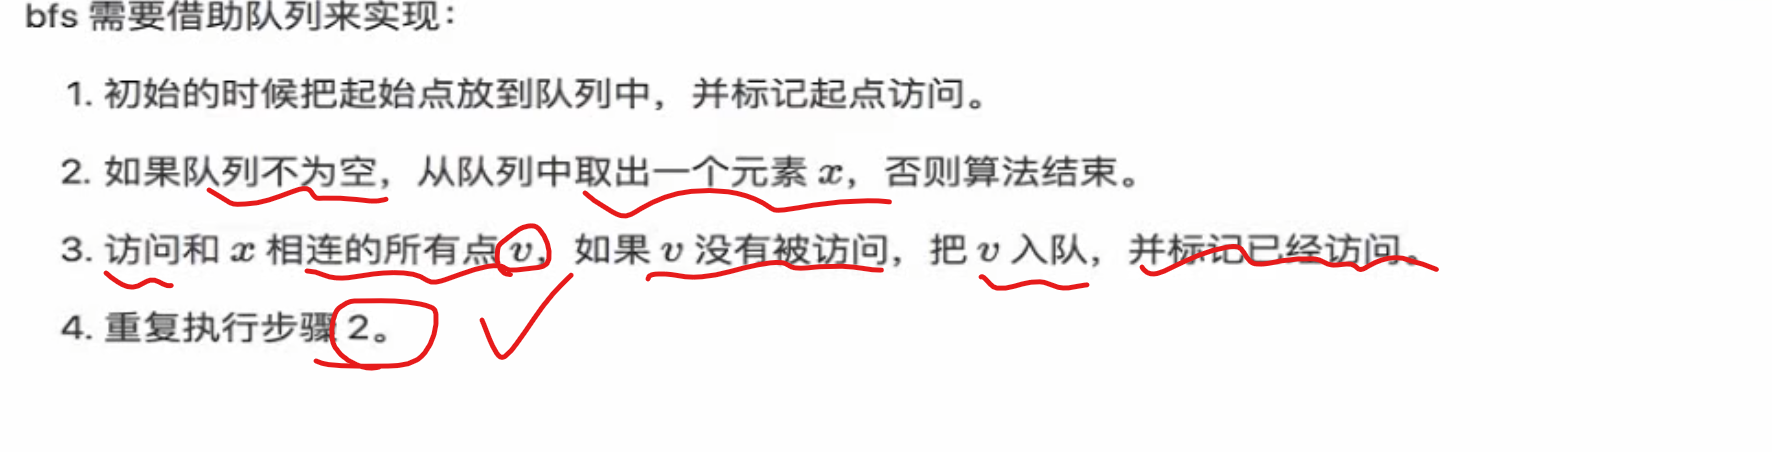 bfs 需要借助队列来实现：
1. 初始的时候把起始点放到队列中，并标记起点访问。
2. 如果队列不为空，从队列中取出一个元素 x，否则算法结束。
3. 访问和 x 相连的所有点 v，如果 v 没有被访问，把 v 入队，并标记已经访问。
4. 重复执行步骤 2。